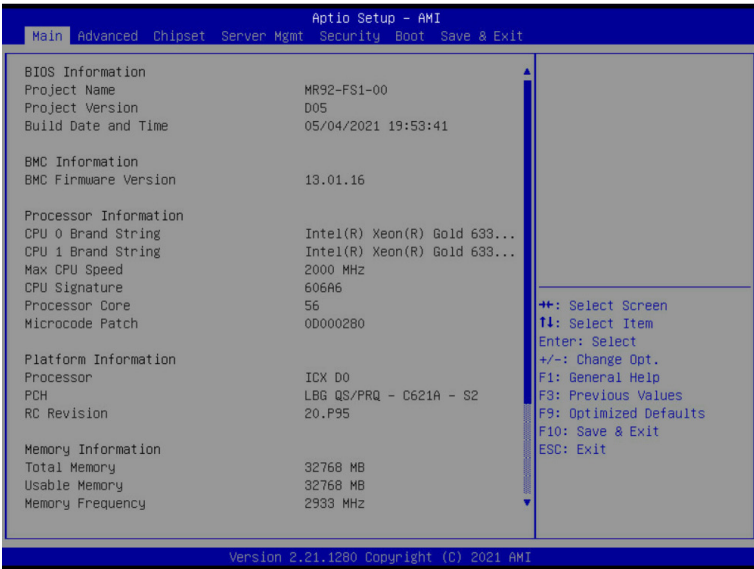 Aptio Setup - AMI
Main Advanced Chipset Server Mgmt Security Boot Save & Exit
BIOS Information
Project Name MR92-FS1-00
Project Version D05
Build Date and Time 05/04/2021 19:53:41
BMC Information
BMC Firmware Version 13.01.16
Processor Information
CPU 0 Brand String Intel(R) Xeon(R) Gold 633...
CPU 1 Brand String Intel(R) Xeon(R) Gold 633...
Max CPU Speed 2000 MHz
CPU Signature 606A6
Processor Core 56
Microcode Patch 0D000280
Platform Information
Processor ICX D0
PCH LBG QS/PRQ - C621A - S2
RC Revision 20.P95
Memory Information
Total Memory 32768 MB
Usable Memory 32768 MB
Memory Frequency 2933 MHz
→←: Select Screen
↑↓: Select Item
Enter: Select
+/-: Change Opt.
F1: General Help
F3: Previous Values
F9: Optimized Defaults
F10: Save & Exit
ESC: Exit
Version 2.21.1280 Copyright (C) 2021 AMI